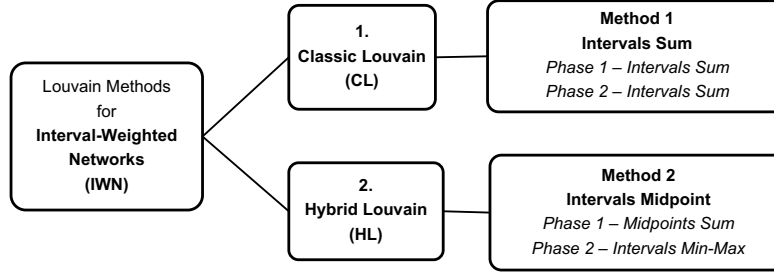 Louvain Methods
for
Interval-Weighted
Networks
(IWN)
1.
Classic Louvain
(CL)
Method 1
Intervals Sum
Phase 1 – Intervals Sum
Phase 2 – Intervals Sum
2.
Hybrid Louvain
(HL)
Method 2
Intervals Midpoint
Phase 1 – Midpoints Sum
Phase 2 – Intervals Min-Max